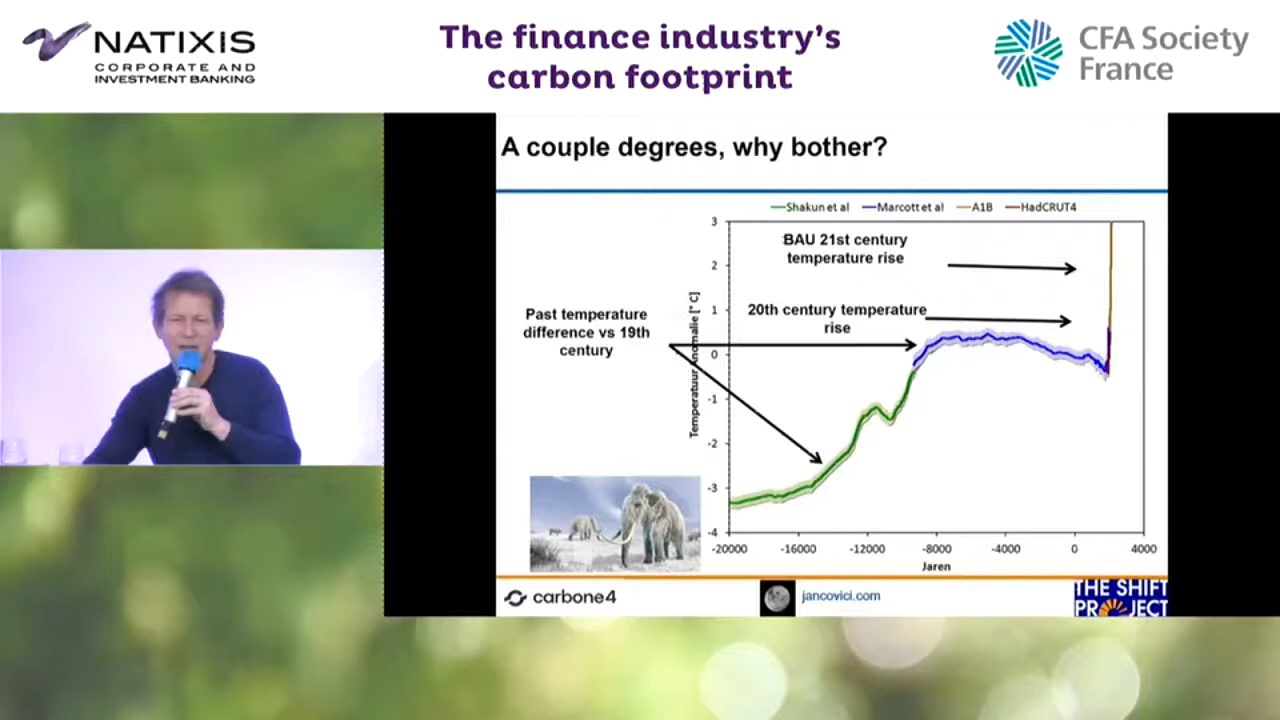 NATIXIS
CORPORATE AND
INVESTMENT BANKING
The finance industry's
carbon footprint
CFA Society
France
A couple degrees, why bother?
Shakun et al
Marcott et al
A1B
HadCRUT4
BAU 21st century
temperature rise
20th century temperature
rise
Past temperature
difference vs 19th
century
Temperatuur Anomalie [° C]
3
2
1
0
-1
-2
-3
-4
-20000
-16000
-12000
-8000
-4000
0
4000
Jaren
carbone4
jancovici.com
THE SHIFT
PROJECT